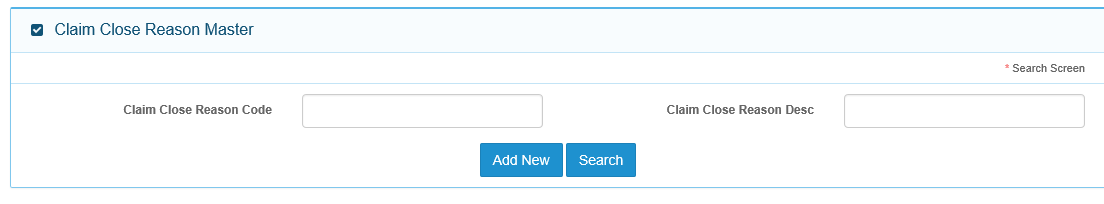 Claim Close Reason Master
* Search Screen
Claim Close Reason Code Claim Close Reason Desc
Add New Search